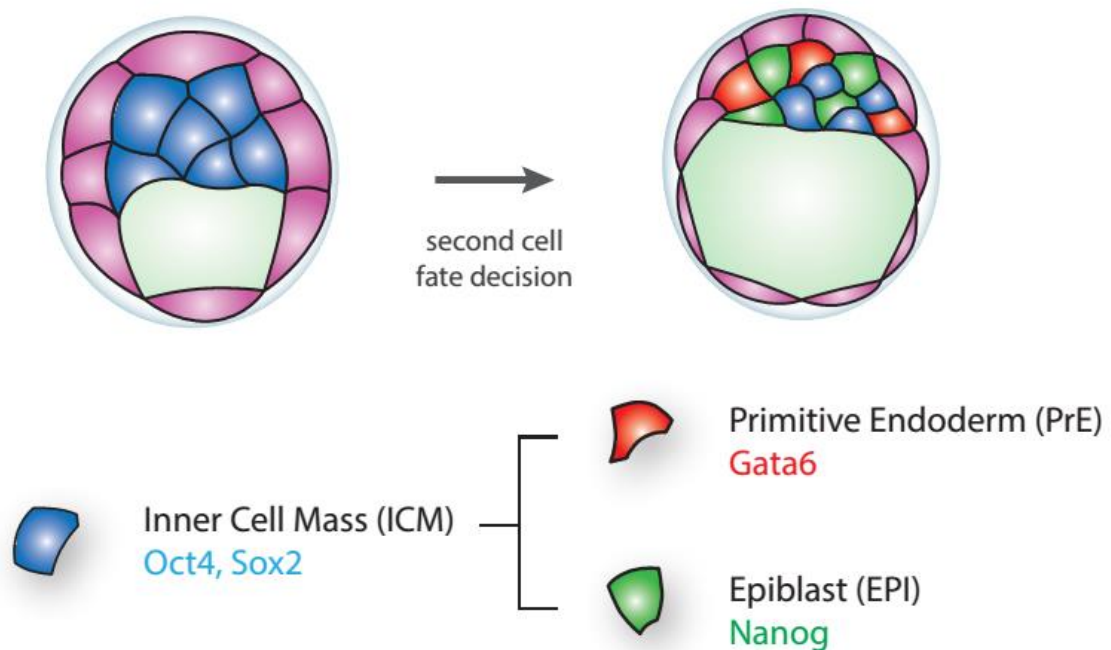 second cell
fate decision
Primitive Endoderm (PrE)
Gata6
Inner Cell Mass (ICM)
Oct4, Sox2
Epiblast (EPI)
Nanog